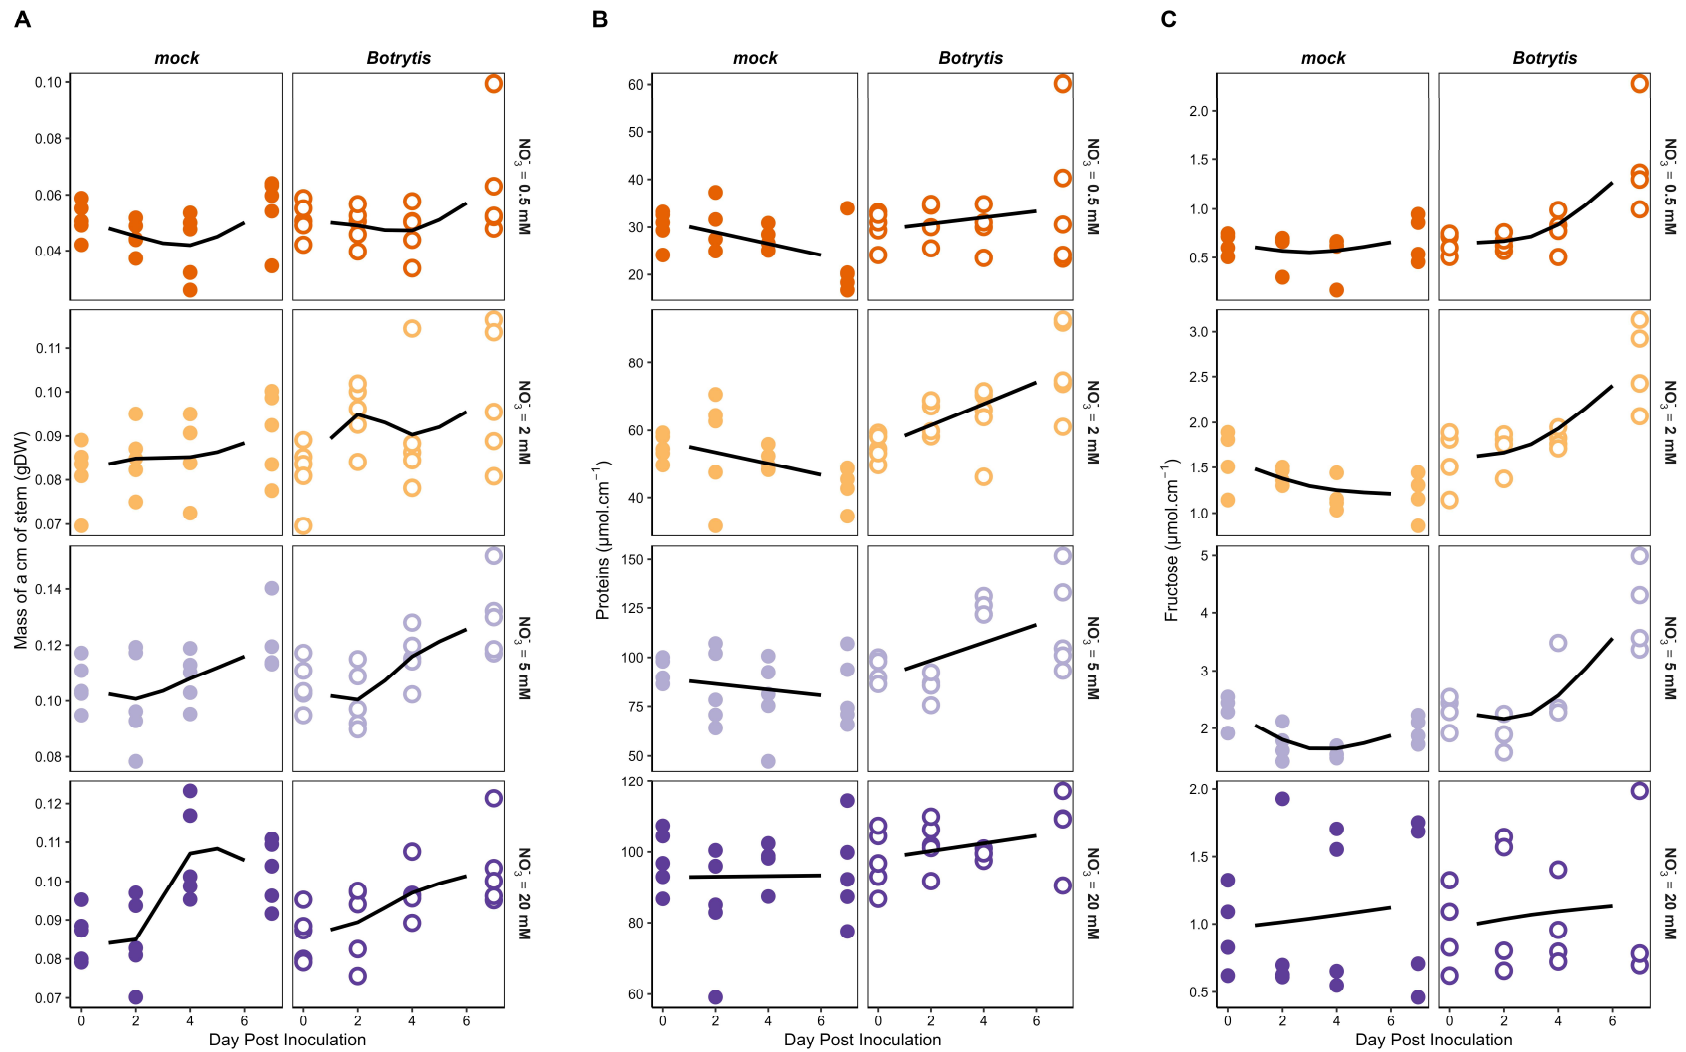 A
mock Botrytis
0.10
0.08
0.06
0.04
NO₃⁻ = 0.5 mM
0.11
0.10
0.09
0.08
0.07
NO₃⁻ = 2 mM
0.14
0.12
0.10
0.08
NO₃⁻ = 5 mM
0.12
0.11
0.10
0.09
0.08
0.07
NO₃⁻ = 20 mM
Mass of a cm of stem (gDW)
0 2 4 6 0 2 4 6
Day Post Inoculation
B
mock Botrytis
60
50
40
30
20
NO₃⁻ = 0.5 mM
80
60
40
NO₃⁻ = 2 mM
150
125
100
75
50
NO₃⁻ = 5 mM
120
100
80
60
NO₃⁻ = 20 mM
Proteins (µmol.cm⁻¹)
0 2 4 6 0 2 4 6
Day Post Inoculation
C
mock Botrytis
2.0
1.5
1.0
0.5
NO₃⁻ = 0.5 mM
3.0
2.5
2.0
1.5
1.0
NO₃⁻ = 2 mM
5
4
3
2
NO₃⁻ = 5 mM
2.0
1.5
1.0
0.5
NO₃⁻ = 20 mM
Fructose (µmol.cm⁻¹)
0 2 4 6 0 2 4 6
Day Post Inoculation